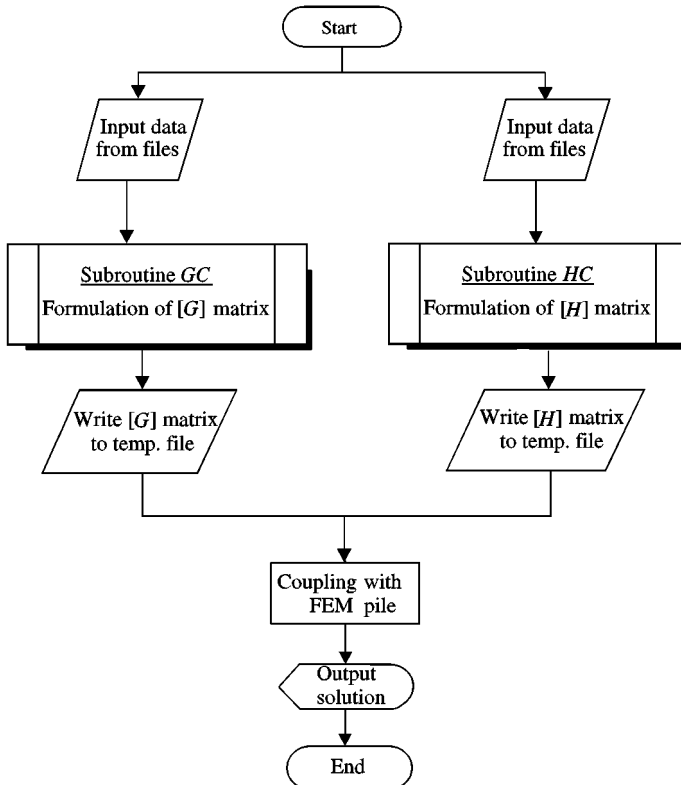 Start
Input data
from files
Input data
from files
Subroutine GC
Formulation of [G] matrix
Subroutine HC
Formulation of [H] matrix
Write [G] matrix
to temp. file
Write [H] matrix
to temp. file
Coupling with
FEM pile
Output
solution
End